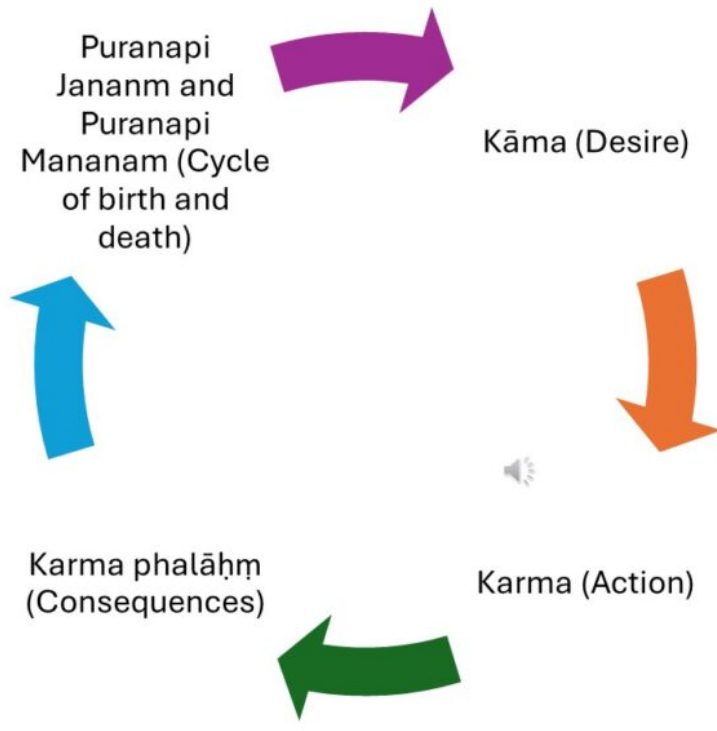 Puranapi
Jananm and
Puranapi
Mananam (Cycle
of birth and
death)
Kāma (Desire)
Karma (Action)
Karma phalāḥṃ
(Consequences)